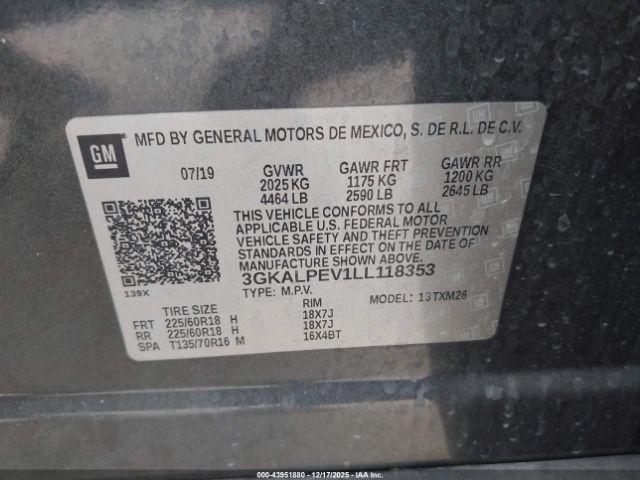 GM
MFD BY GENERAL MOTORS DE MEXICO, S. DE R.L. DE C.V.
07/19 GVWR GAWR FRT GAWR RR
2025 KG 1175 KG 1200 KG
4464 LB 2590 LB 2645 LB
THIS VEHICLE CONFORMS TO ALL
APPLICABLE U.S. FEDERAL MOTOR
VEHICLE SAFETY AND THEFT PREVENTION
STANDARDS IN EFFECT ON THE DATE OF
MANUFACTURE SHOWN ABOVE.
139X
3GKALPEV1LL118353
TYPE: M.P.V. MODEL: 13TXM26
TIRE SIZE RIM
FRT 225/60R18 H 18X7J
RR 225/60R18 H 18X7J
SPA T135/70R16 M 16X4BT
IN: 000-43951880 - 12/17/2025 - IAAI.com